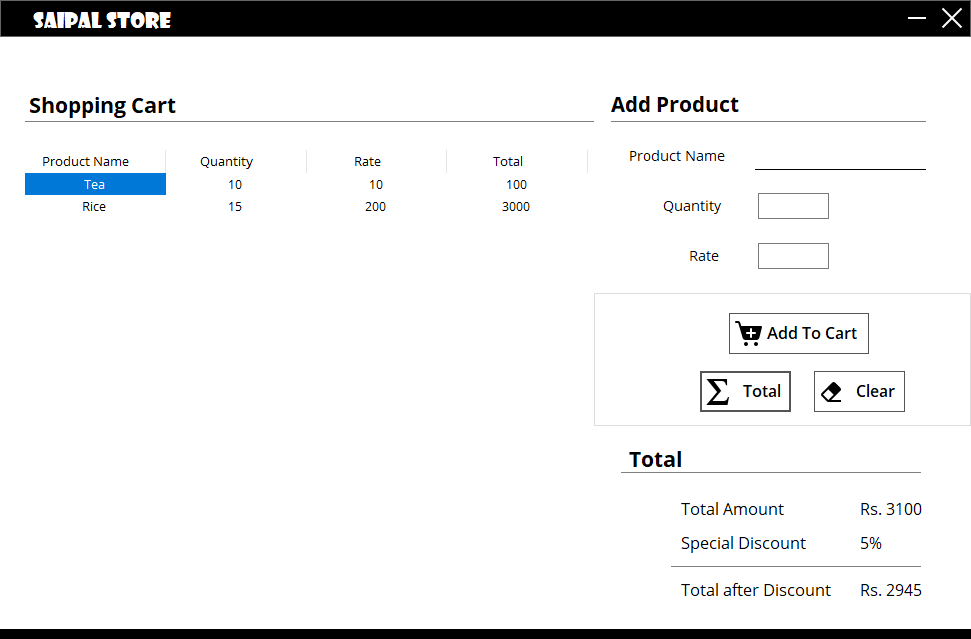 SAIPAL STORE
Shopping Cart
Product Name Quantity Rate Total
Tea 10 10 100
Rice 15 200 3000
Add Product
Product Name
Quantity
Rate
Add To Cart
Total Clear
Total
Total Amount Rs. 3100
Special Discount 5%
Total after Discount Rs. 2945